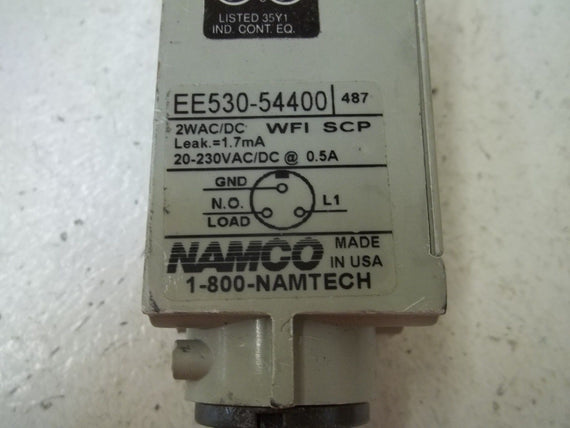 LISTED 35Y1
IND. CONT. EQ.
EE530-54400 487
2WAC/DC WFI SCP
Leak.=1.7mA
20-230VAC/DC @ 0.5A
GND
N.O. L1
LOAD
NAMCO MADE
IN USA
1-800-NAMTECH